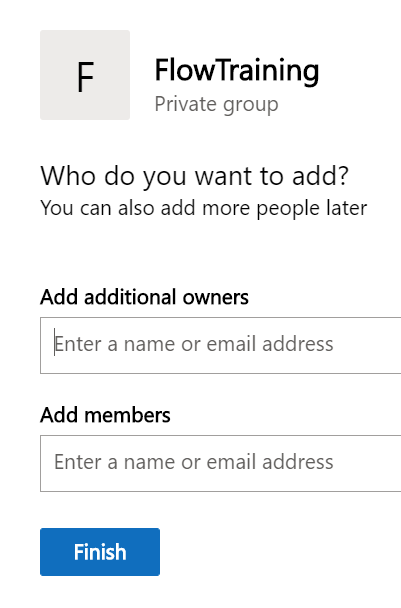 F
FlowTraining
Private group
Who do you want to add?
You can also add more people later
Add additional owners
Enter a name or email address
Add members
Enter a name or email address
Finish